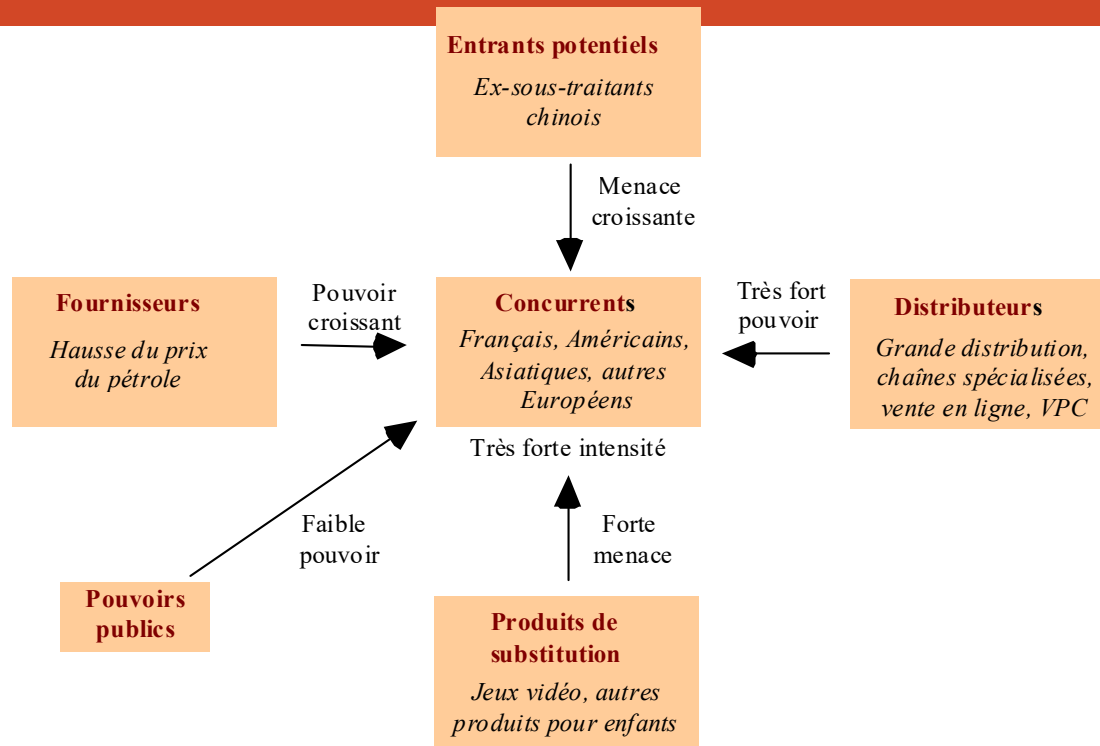 Entrants potentiels
Ex-sous-traitants
chinois
Menace
croissante
Fournisseurs
Hausse du prix
du pétrole
Pouvoir
croissant
Concurrents
Français, Américains,
Asiatiques, autres
Européens
Très forte intensité
Très fort
pouvoir
Distributeurs
Grande distribution,
chaînes spécialisées,
vente en ligne, VPC
Faible
pouvoir
Forte
menace
Pouvoirs
publics
Produits de
substitution
Jeux vidéo, autres
produits pour enfants